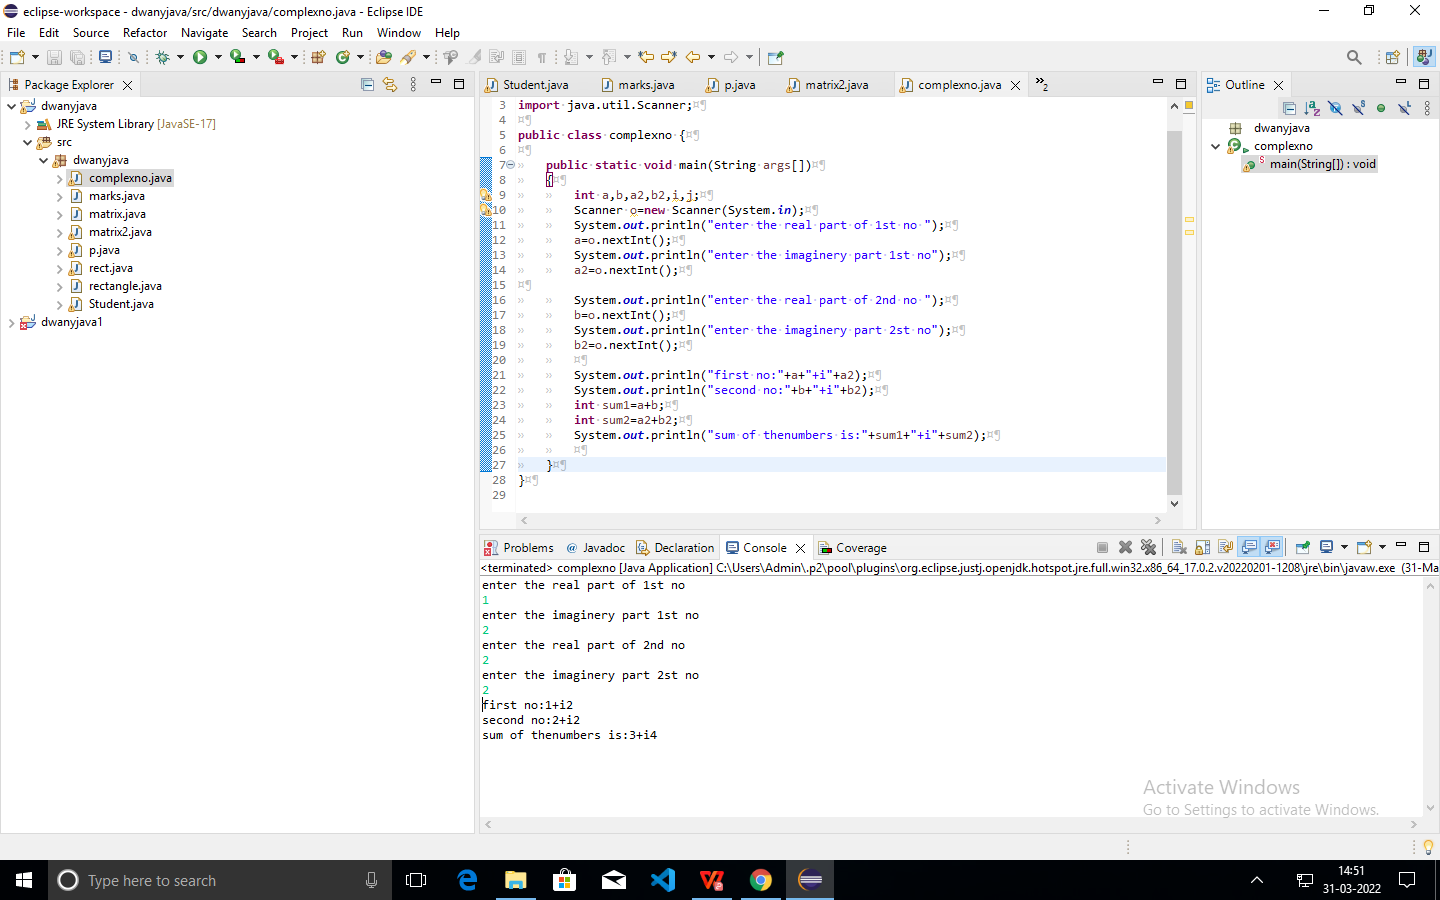 eclipse-workspace - dwanyjava/src/dwanyjava/complexno.java - Eclipse IDE
File Edit Source Refactor Navigate Search Project Run Window Help
Package Explorer
dwanyjava
JRE System Library [JavaSE-17]
src
dwanyjava
complexno.java
marks.java
matrix.java
matrix2.java
p.java
rect.java
rectangle.java
Student.java
dwanyjava1
Student.java marks.java p.java matrix2.java complexno.java »2
3 import java.util.Scanner;
4
5 public class complexno {
6
7 public static void main(String args[])
8 {
9 int a,b,a2,b2,i,j;
10 Scanner o=new Scanner(System.in);
11 System.out.println("enter the real part of 1st no ");
12 a=o.nextInt();
13 System.out.println("enter the imaginery part 1st no");
14 a2=o.nextInt();
15
16 System.out.println("enter the real part of 2nd no ");
17 b=o.nextInt();
18 System.out.println("enter the imaginery part 2st no");
19 b2=o.nextInt();
20
21 System.out.println("first no:"+a+"+i"+a2);
22 System.out.println("second no:"+b+"+i"+b2);
23 int sum1=a+b;
24 int sum2=a2+b2;
25 System.out.println("sum of thenumbers is:"+sum1+"+i"+sum2);
26
27 }
28 }
29
Outline
dwanyjava
complexno
main(String[]) : void
Problems Javadoc Declaration Console Coverage
<terminated> complexno [Java Application] C:\Users\Admin\.p2\pool\plugins\org.eclipse.justj.openjdk.hotspot.jre.full.win32.x86_64_17.0.2.v20220201-1208\jre\bin\javaw.exe (31-Ma
enter the real part of 1st no
1
enter the imaginery part 1st no
2
enter the real part of 2nd no
2
enter the imaginery part 2st no
2
first no:1+i2
second no:2+i2
sum of thenumbers is:3+i4
Activate Windows
Go to Settings to activate Windows.
Type here to search
14:51
31-03-2022